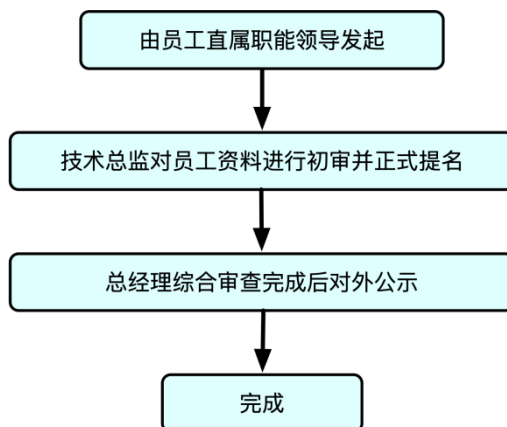 由员工直属职能领导发起
技术总监对员工资料进行初审并正式提名
总经理综合审查完成后对外公示
完成